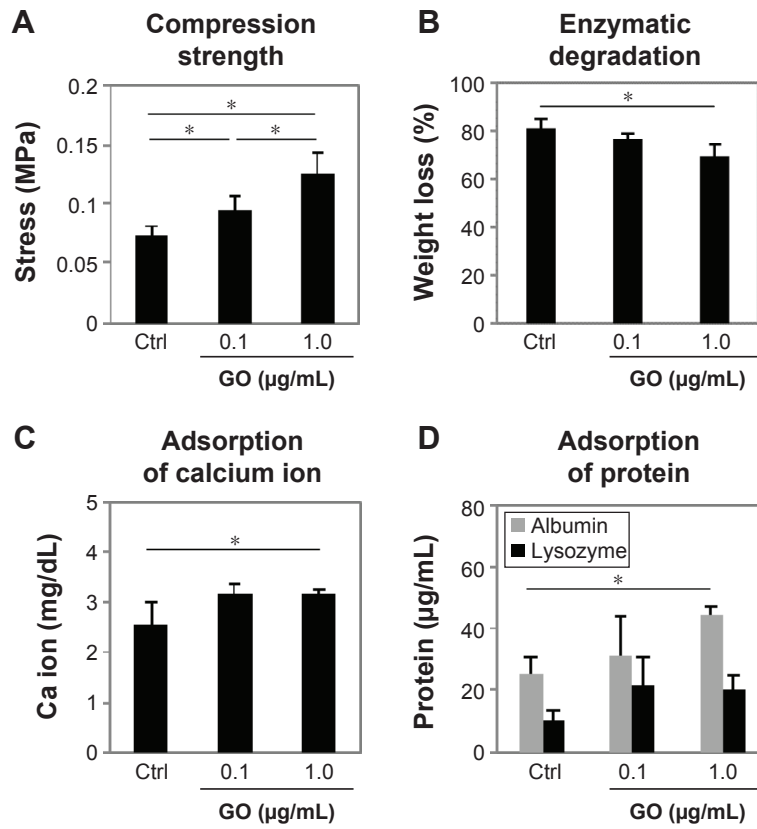 A
Compression
strength
Stress (MPa)
0.2
0.15
0.1
0.05
0
*
*
*
Ctrl
0.1
1.0
GO (µg/mL)
B
Enzymatic
degradation
Weight loss (%)
100
80
60
40
20
0
*
Ctrl
0.1
1.0
GO (µg/mL)
C
Adsorption
of calcium ion
Ca ion (mg/dL)
5
4
3
2
1
0
*
Ctrl
0.1
1.0
GO (µg/mL)
D
Adsorption
of protein
Protein (µg/mL)
80
60
40
20
0
Albumin
Lysozyme
*
Ctrl
0.1
1.0
GO (µg/mL)